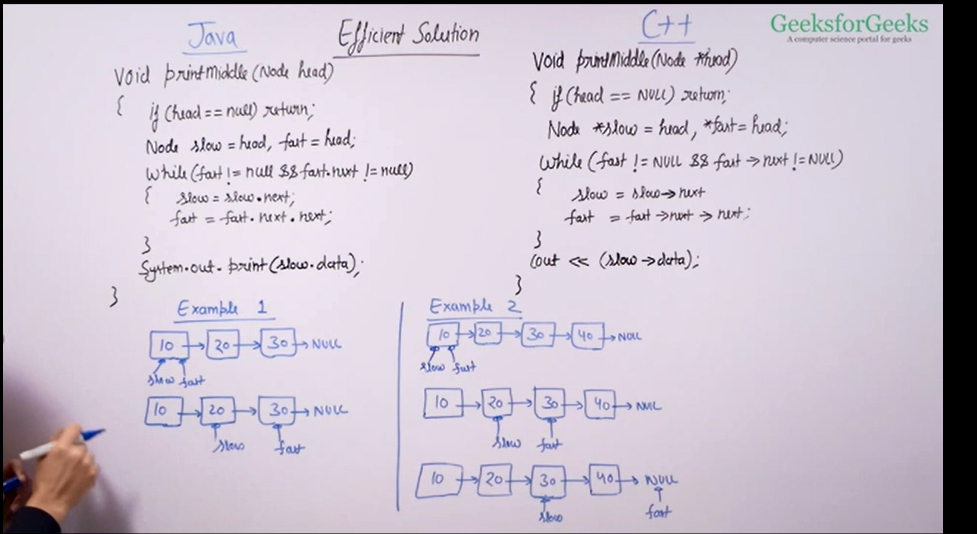 Java
Efficient Solution
C++
GeeksforGeeks
A computer science portal for geeks
Void printMiddle(Node head)
{ if(head == null) return;
Node slow = head, fast = head;
While(fast != null && fast.next != null)
{ slow = slow.next;
fast = fast.next.next;
}
System.out.print(slow.data);
}
Void printMiddle(Node *head)
{ if(head == NULL) return;
Node *slow = head, *fast = head;
While (fast != NULL && fast → next != NULL)
{ slow = slow → next
fast = fast → next → next;
}
Cout << (slow → data);
}
Example 1
10 → 20 → 30 → NULL
slow fast
10 → 20 → 30 → NULL
slow fast
Example 2
10 → 20 → 30 → 40 → NULL
slow fast
10 → 20 → 30 → 40 → NULL
slow fast
10 → 20 → 30 → 40 → NULL
slow fast